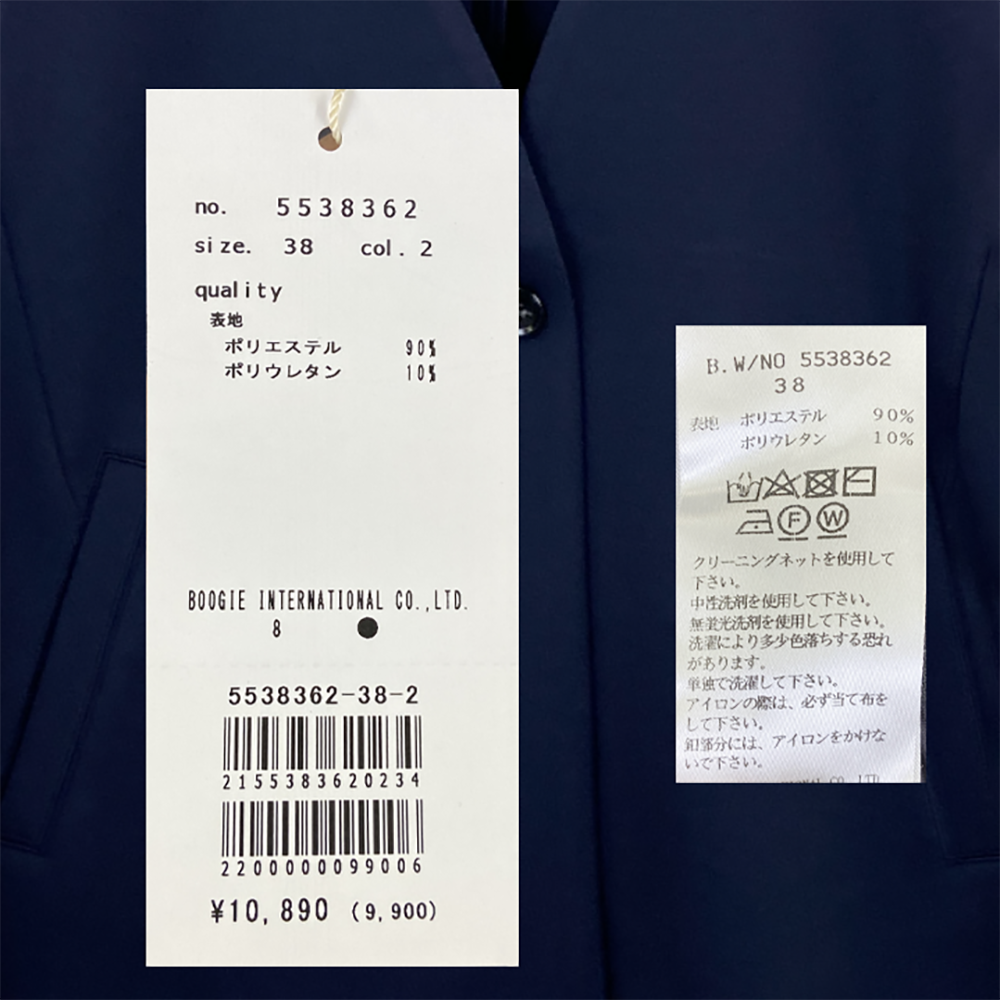 no. 5538362
size. 38 col. 2
quality
表地
ポリエステル 90%
ポリウレタン 10%
BOOGIE INTERNATIONAL CO.,LTD.
8
5538362-38-2
2155383620234
2200000099006
¥10,890 (9,900)
B.W/NO 5538362
38
表地 ポリエステル 90%
ポリウレタン 10%
F W
クリーニングネットを使用して
下さい。
中性洗剤を使用して下さい。
無蛍光洗剤を使用して下さい。
洗濯により多少色落ちする恐れ
があります。
単独で洗濯して下さい。
アイロンの際は、必ず当て布を
して下さい。
釦部分には、アイロンをかけな
いで下さい。